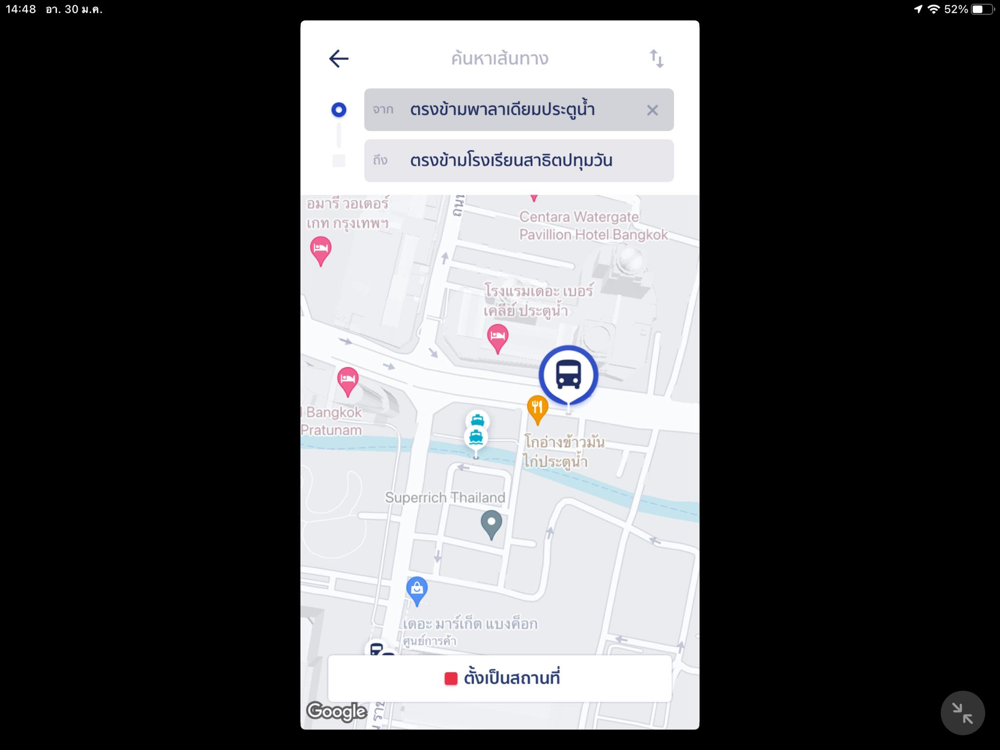 14:48 อา. 30 ม.ค.
52%
ค้นหาเส้นทาง
จาก ตรงข้ามพาลาเดียมประตูน้ำ
ถึง ตรงข้ามโรงเรียนสาธิตปทุมวัน
อมารี วอเตอร์
เกท กรุงเทพฯ
Centara Watergate
Pavillion Hotel Bangkok
โรงแรมเดอะ เบอร์
เคลีย์ ประตูน้ำ
Bangkok
Pratunam
โกอ่างข้าวมัน
ไก่ประตูน้ำ
Superrich Thailand
เดอะ มาร์เก็ต แบงค็อก
ศูนย์การค้า
ตั้งเป็นสถานที่
Google